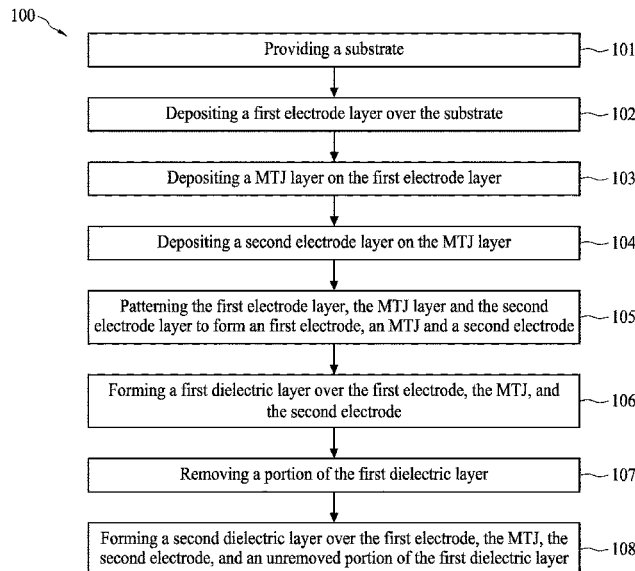 100
Providing a substrate
101
Depositing a first electrode layer over the substrate
102
Depositing a MTJ layer on the first electrode layer
103
Depositing a second electrode layer on the MTJ layer
104
Patterning the first electrode layer, the MTJ layer and the second
electrode layer to form an first electrode, an MTJ and a second electrode
105
Forming a first dielectric layer over the first electrode, the MTJ, and
the second electrode
106
Removing a portion of the first dielectric layer
107
Forming a second dielectric layer over the first electrode, the MTJ, the
second electrode, and an unremoved portion of the first dielectric layer
108